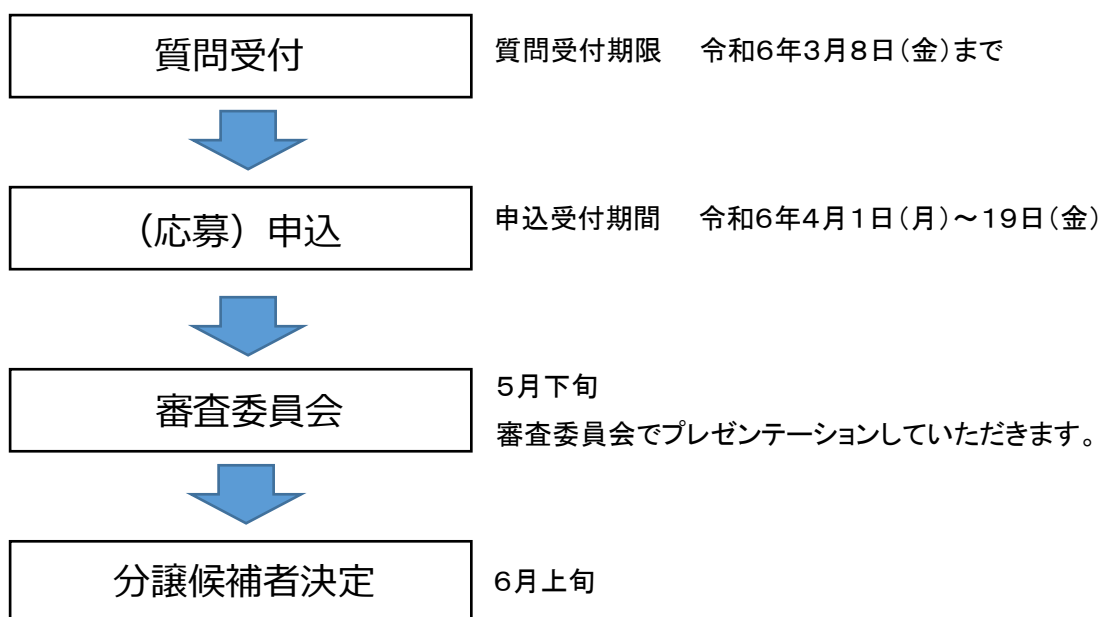 質問受付
質問受付期限　令和６年３月８日（金）まで
（応募）申込
申込受付期間　令和６年４月１日（月）～１９日（金）
審査委員会
５月下旬
審査委員会でプレゼンテーションしていただきます。
分譲候補者決定
６月上旬